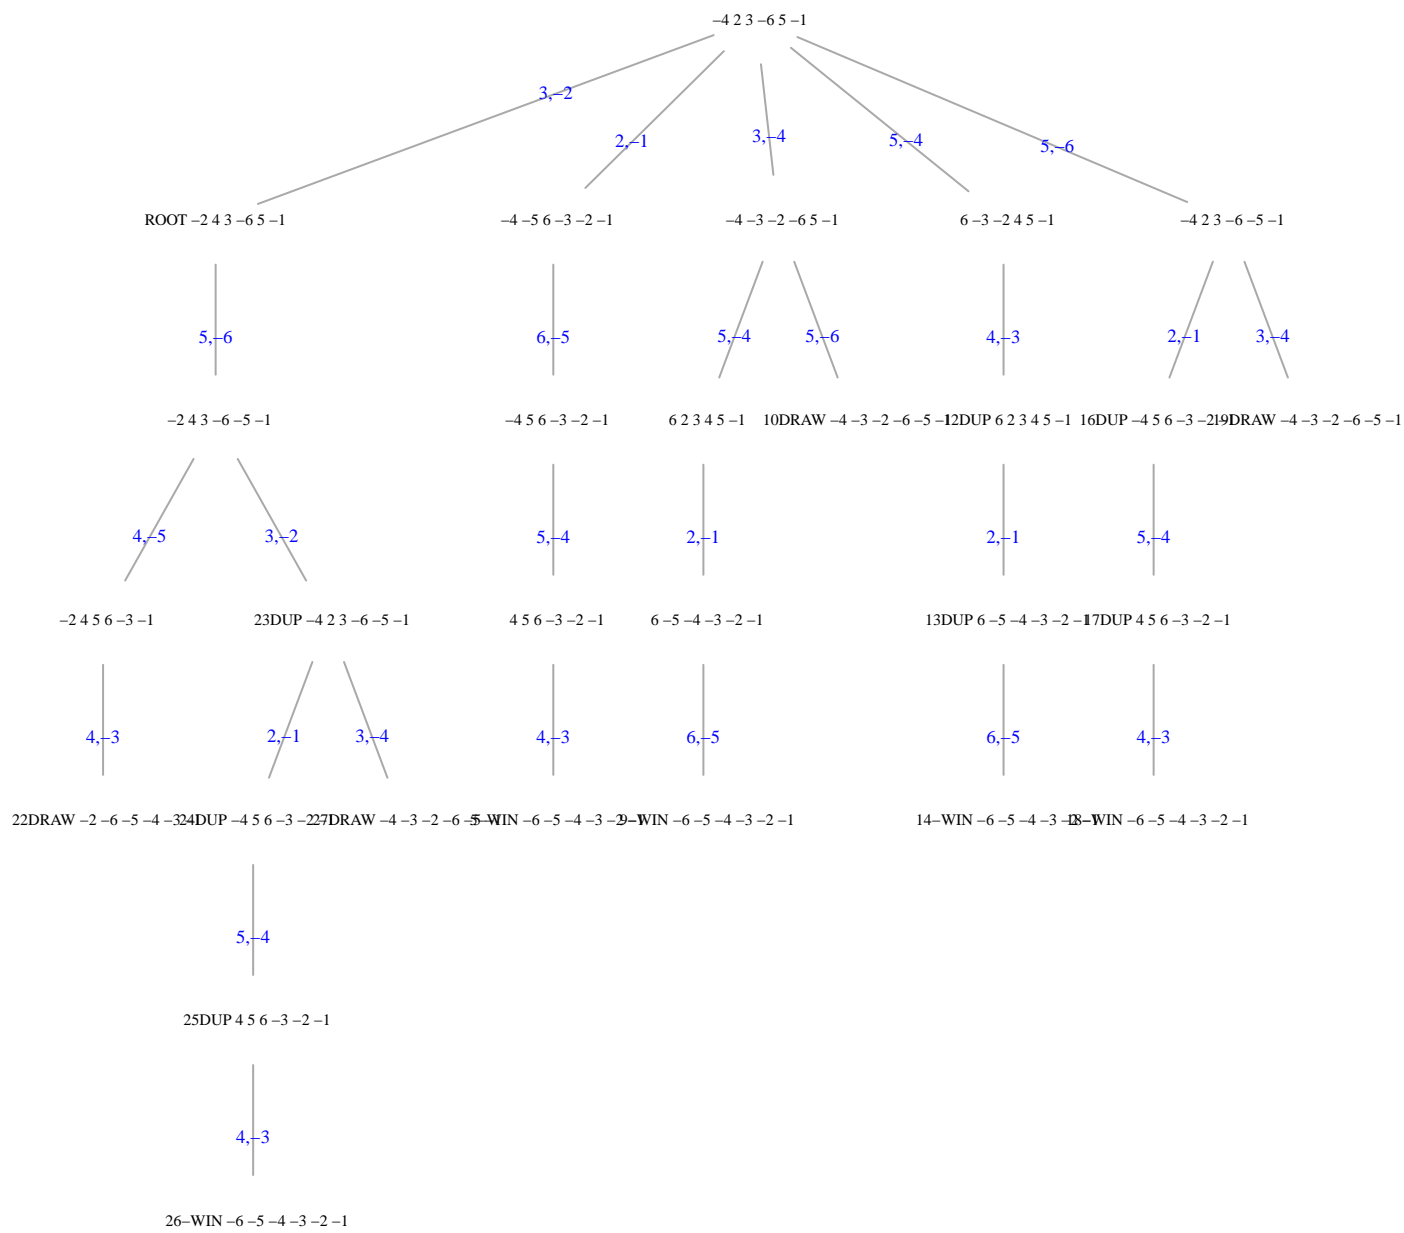 –4 2 3 –6 5 –1
3,–2
2,–1
3,–4
5,–4
5,–6
ROOT –2 4 3 –6 5 –1
–4 –5 6 –3 –2 –1
–4 –3 –2 –6 5 –1
6 –3 –2 4 5 –1
–4 2 3 –6 –5 –1
5,–6
6,–5
5,–4
5,–6
4,–3
2,–1
3,–4
–2 4 3 –6 –5 –1
–4 5 6 –3 –2 –1
6 2 3 4 5 –1
10DRAW –4 –3 –2 –6 –5 –1
12DUP 6 2 3 4 5 –1
16DUP –4 5 6 –3 –2 –1
19DRAW –4 –3 –2 –6 –5 –1
4,–5
3,–2
5,–4
2,–1
2,–1
5,–4
–2 4 5 6 –3 –1
23DUP –4 2 3 –6 –5 –1
4 5 6 –3 –2 –1
6 –5 –4 –3 –2 –1
13DUP 6 –5 –4 –3 –2 –1
17DUP 4 5 6 –3 –2 –1
4,–3
2,–1
3,–4
4,–3
6,–5
6,–5
4,–3
22DRAW –2 –6 –5 –4 –3 –1
24DUP –4 5 6 –3 –2 –1
27DRAW –4 –3 –2 –6 –5 –1
5–WIN –6 –5 –4 –3 –2 –1
9–WIN –6 –5 –4 –3 –2 –1
14–WIN –6 –5 –4 –3 –2 –1
18–WIN –6 –5 –4 –3 –2 –1
5,–4
25DUP 4 5 6 –3 –2 –1
4,–3
26–WIN –6 –5 –4 –3 –2 –1